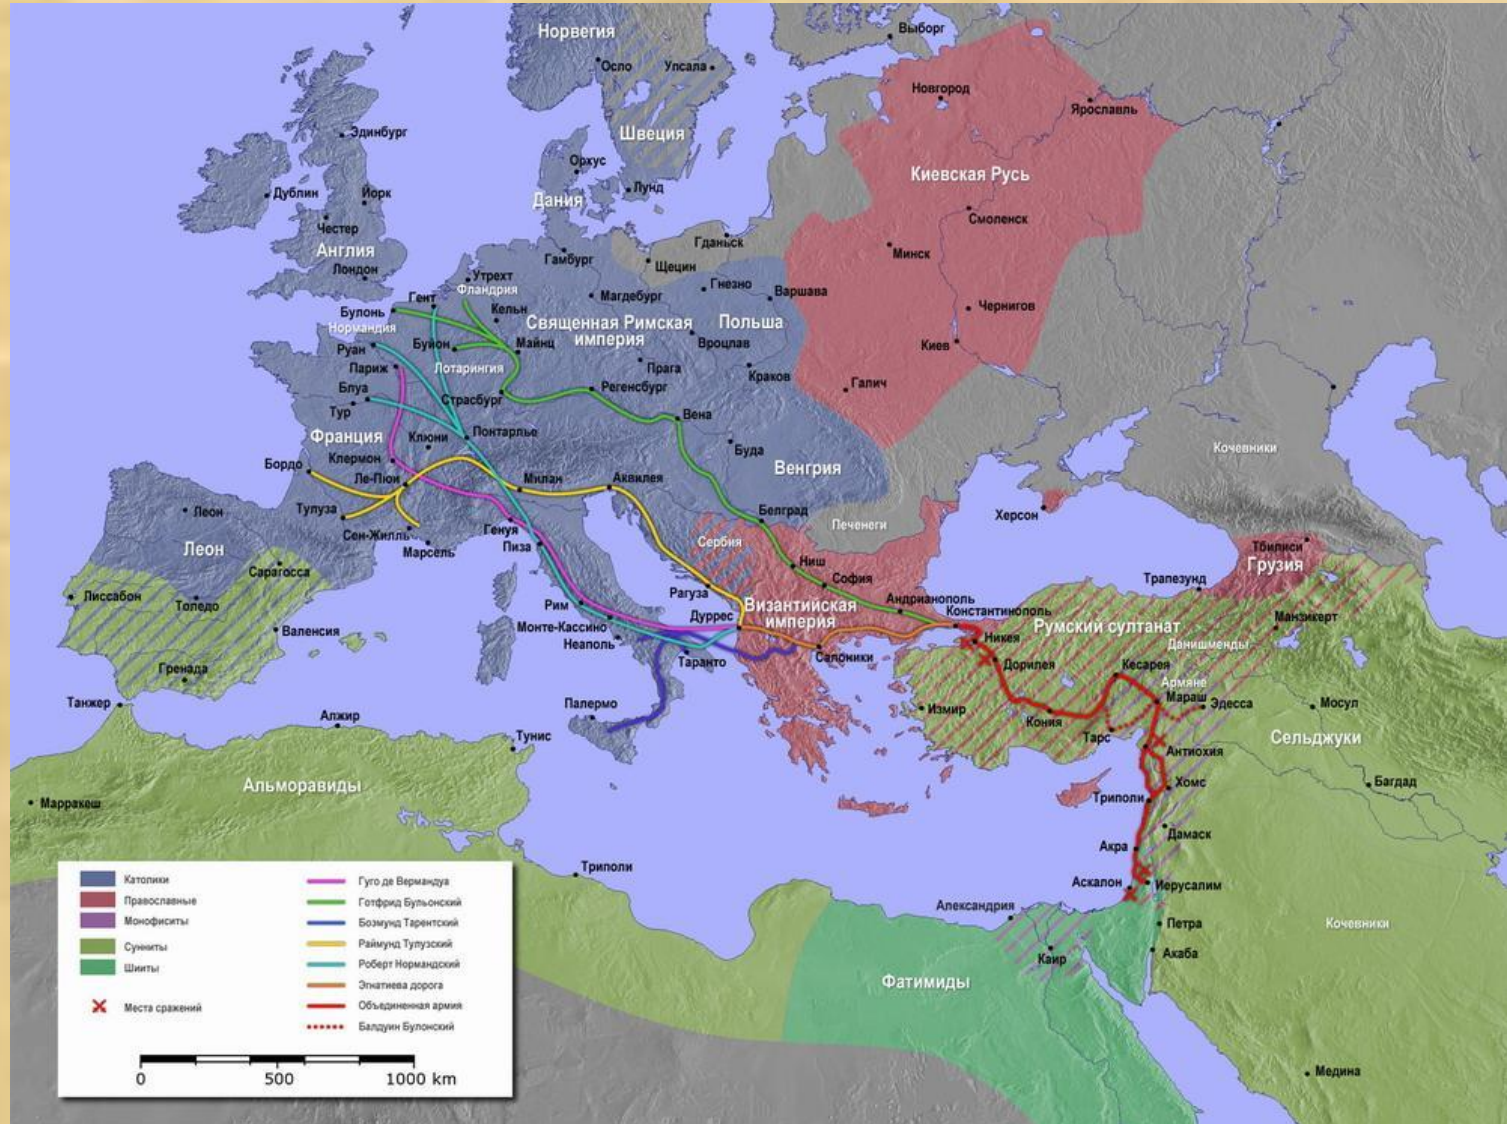 Норвегия
Выборг
Осло
Упсала
Новгород
Ярославль
Эдинбург
Швеция
Орхус
Киевская Русь
Дублин
Йорк
Лунд
Дания
Смоленск
Честер
Англия
Гданьск
Минск
Лондон
Гамбург
Щецин
Утрехт
Фландрия
Гнезно
Варшава
Гент
Магдебург
Булонь
Кельн
Чернигов
Нормандия
Священная Римская
империя
Польша
Руан
Буйон
Майнц
Вроцлав
Киев
Париж
Лотарингия
Прага
Краков
Блуа
Регенсбург
Галич
Тур
Страсбург
Вена
Франция
Клюни
Понтарлье
Буда
Кочевники
Клермон
Бордо
Венгрия
Ле-Пюи
Милан
Аквилея
Леон
Тулуза
Белград
Херсон
Сен-Жилль
Генуя
Печенеги
Леон
Марсель
Пиза
Сербия
Тбилиси
Сарагосса
Ниш
Грузия
София
Трапезунд
Лиссабон
Толедо
Рагуза
Рим
Византийская
империя
Андрианополь
Константинополь
Дуррес
Манзикерт
Монте-Кассино
Румский султанат
Валенсия
Неаполь
Никея
Данишменды
Таранто
Салоники
Дорилея
Кесарея
Гренада
Армяне
Мараш
Танжер
Палермо
Измир
Эдесса
Мосул
Алжир
Кония
Тунис
Тарс
Сельджуки
Антиохия
Альморавиды
Хомс
Багдад
Марракеш
Триполи
Дамаск
Акра
Триполи
Аскалон
Иерусалим
Александрия
Петра
Кочевники
Каир
Акаба
Фатимиды
Медина
Католики
Православные
Монофиситы
Сунниты
Шииты
Места сражений
Гуго де Вермандуа
Готфрид Бульонский
Боэмунд Тарентский
Раймунд Тулузский
Роберт Нормандский
Эгнатиева дорога
Объединенная армия
Балдуин Булонский
0 500 1000 km